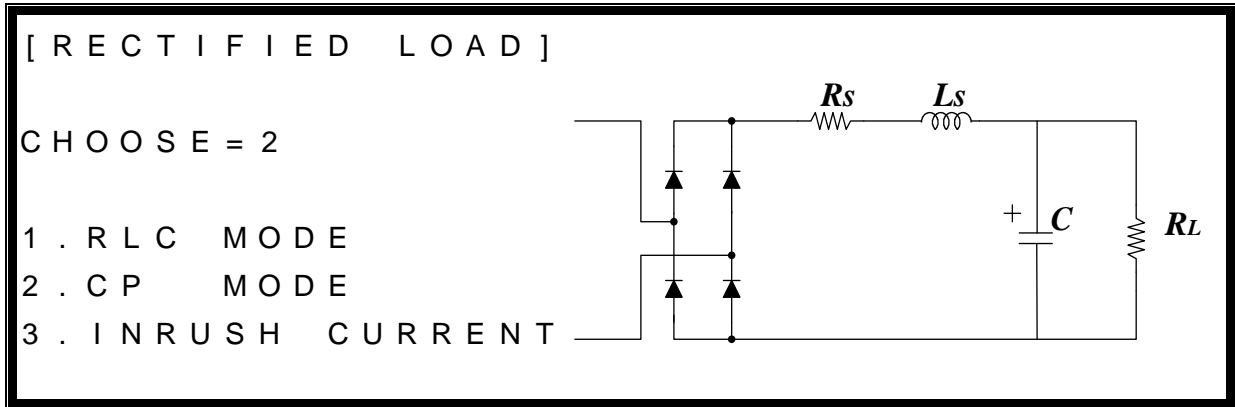 [RECTIFIED LOAD]
Rs Ls
CHOOSE=2
+ C RL
1.RLC MODE
2.CP MODE
3.INRUSH CURRENT